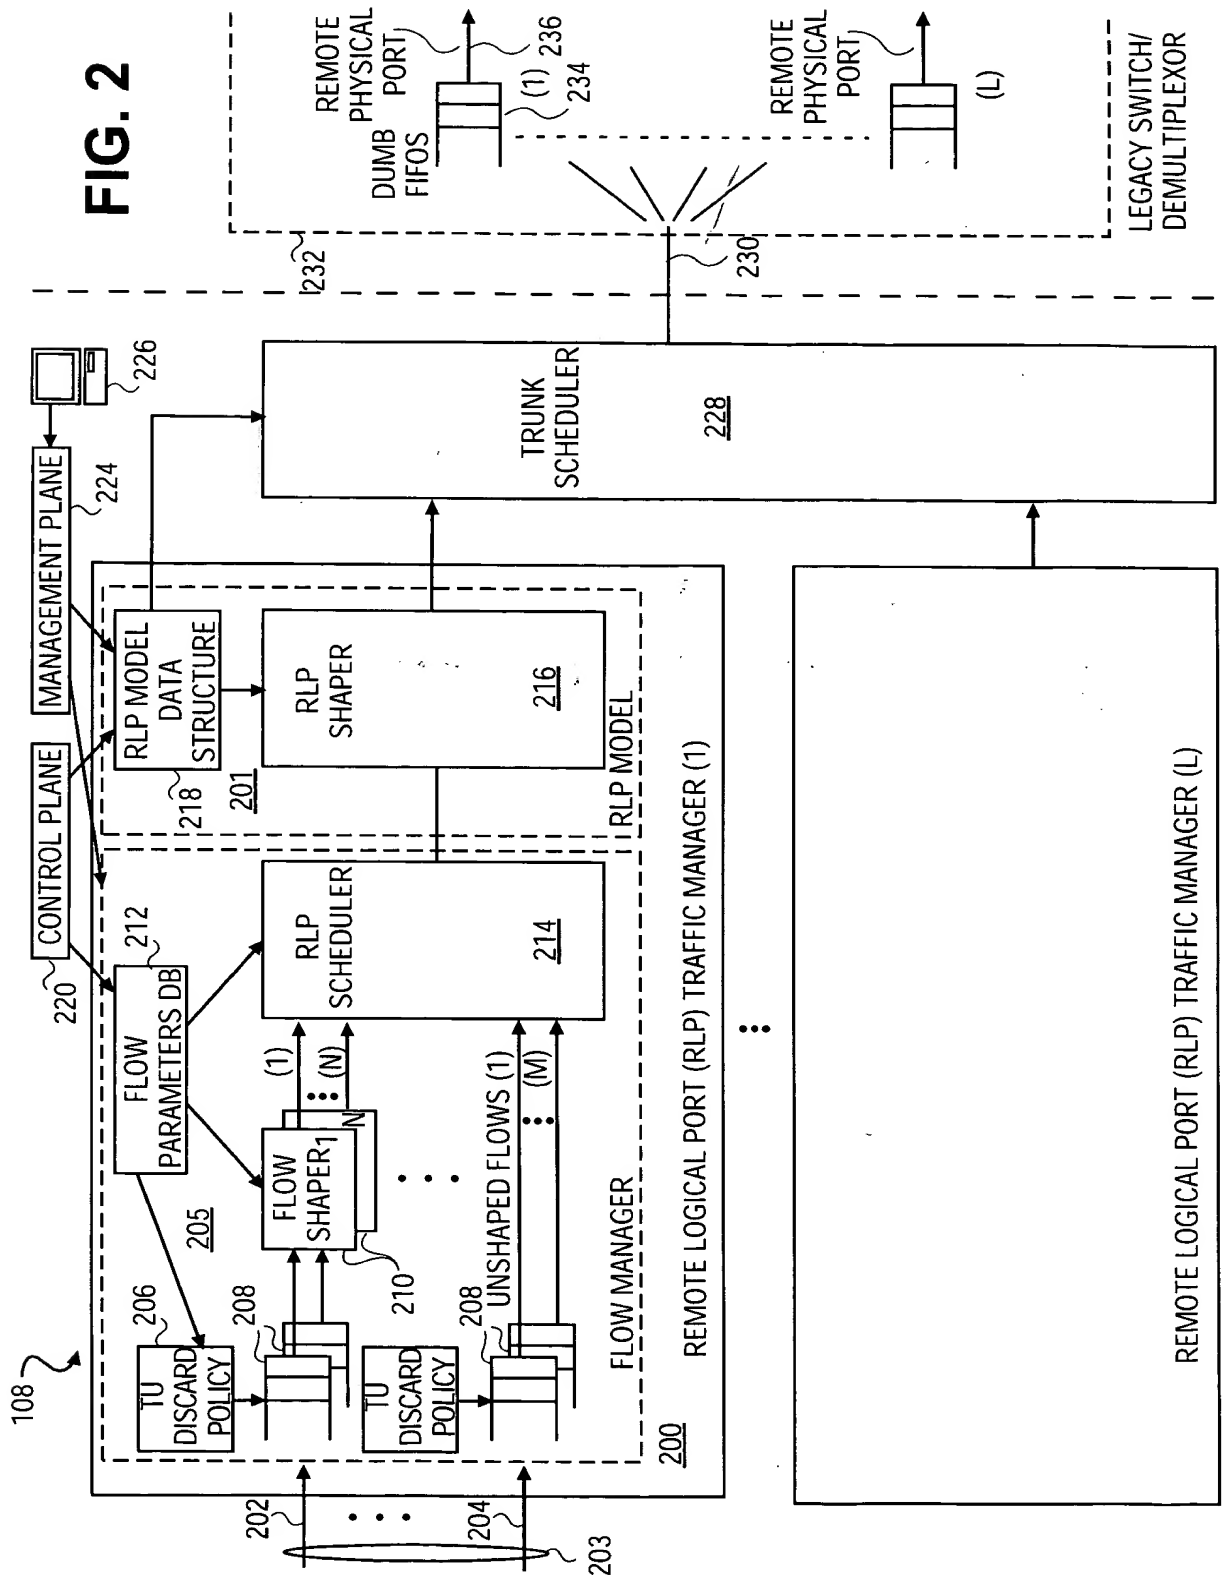 FIG. 2
108
CONTROL PLANE
220
MANAGEMENT PLANE
224
226
202
204
203
TU
DISCARD
POLICY
206
208
TU
DISCARD
POLICY
208
FLOW
PARAMETERS DB
212
205
FLOW
SHAPER
1
N
210
(1)
(N)
UNSHAPED FLOWS (1)
(M)
RLP
SCHEDULER
214
FLOW MANAGER
200
RLP MODEL
DATA
STRUCTURE
218
201
RLP
SHAPER
216
RLP MODEL
REMOTE LOGICAL PORT (RLP) TRAFFIC MANAGER (1)
REMOTE LOGICAL PORT (RLP) TRAFFIC MANAGER (L)
TRUNK
SCHEDULER
228
230
232
DUMB
FIFOS
REMOTE
PHYSICAL
PORT
236
(1)
234
REMOTE
PHYSICAL
PORT
(L)
LEGACY SWITCH/
DEMULTIPLEXOR